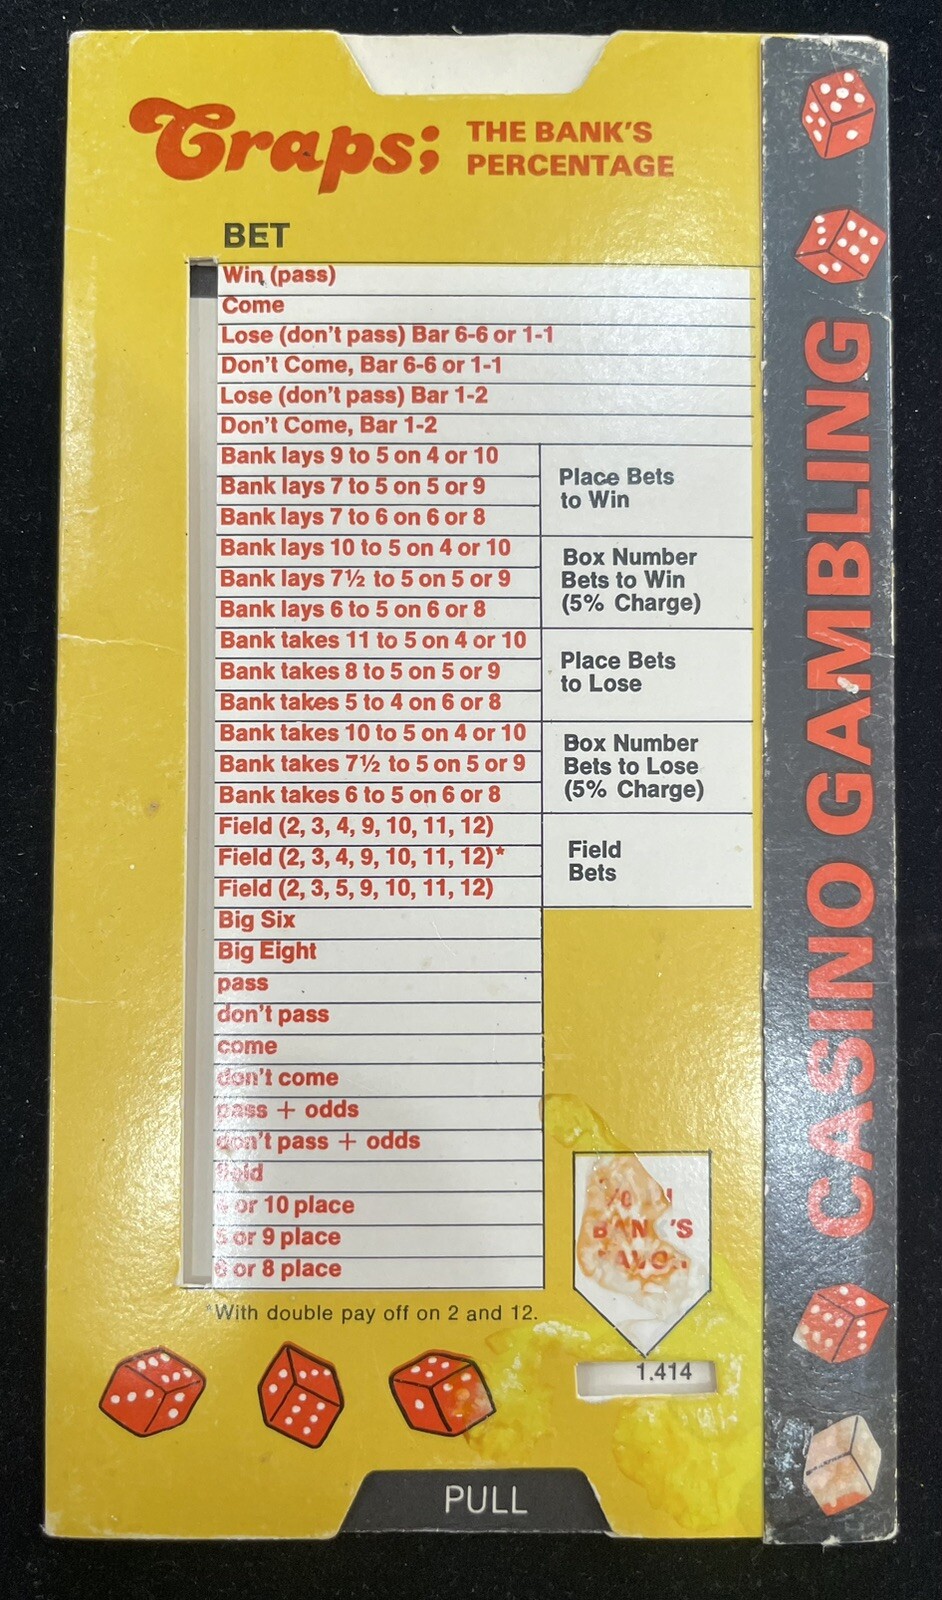 Craps;
THE BANK'S
PERCENTAGE
BET
Win (pass)
Come
Lose (don't pass) Bar 6-6 or 1-1
Don't Come, Bar 6-6 or 1-1
Lose (don't pass) Bar 1-2
Don't Come, Bar 1-2
Bank lays 9 to 5 on 4 or 10
Bank lays 7 to 5 on 5 or 9
Bank lays 7 to 6 on 6 or 8
Place Bets
to Win
Bank lays 10 to 5 on 4 or 10
Bank lays 7½ to 5 on 5 or 9
Bank lays 6 to 5 on 6 or 8
Box Number
Bets to Win
(5% Charge)
Bank takes 11 to 5 on 4 or 10
Bank takes 8 to 5 on 5 or 9
Bank takes 5 to 4 on 6 or 8
Place Bets
to Lose
Bank takes 10 to 5 on 4 or 10
Bank takes 7½ to 5 on 5 or 9
Bank takes 6 to 5 on 6 or 8
Box Number
Bets to Lose
(5% Charge)
Field (2, 3, 4, 9, 10, 11, 12)
Field (2, 3, 4, 9, 10, 11, 12)*
Field (2, 3, 5, 9, 10, 11, 12)
Field
Bets
Big Six
Big Eight
pass
don't pass
come
don't come
pass + odds
don't pass + odds
field
4 or 10 place
5 or 9 place
6 or 8 place
BANK'S
*With double pay off on 2 and 12.
1.414
PULL
CASINO GAMBLING